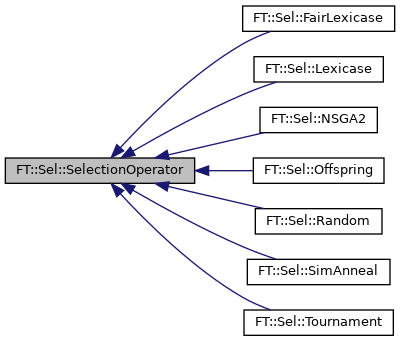 FT::Sel::FairLexicase
FT::Sel::Lexicase
FT::Sel::NSGA2
FT::Sel::SelectionOperator
FT::Sel::Offspring
FT::Sel::Random
FT::Sel::SimAnneal
FT::Sel::Tournament